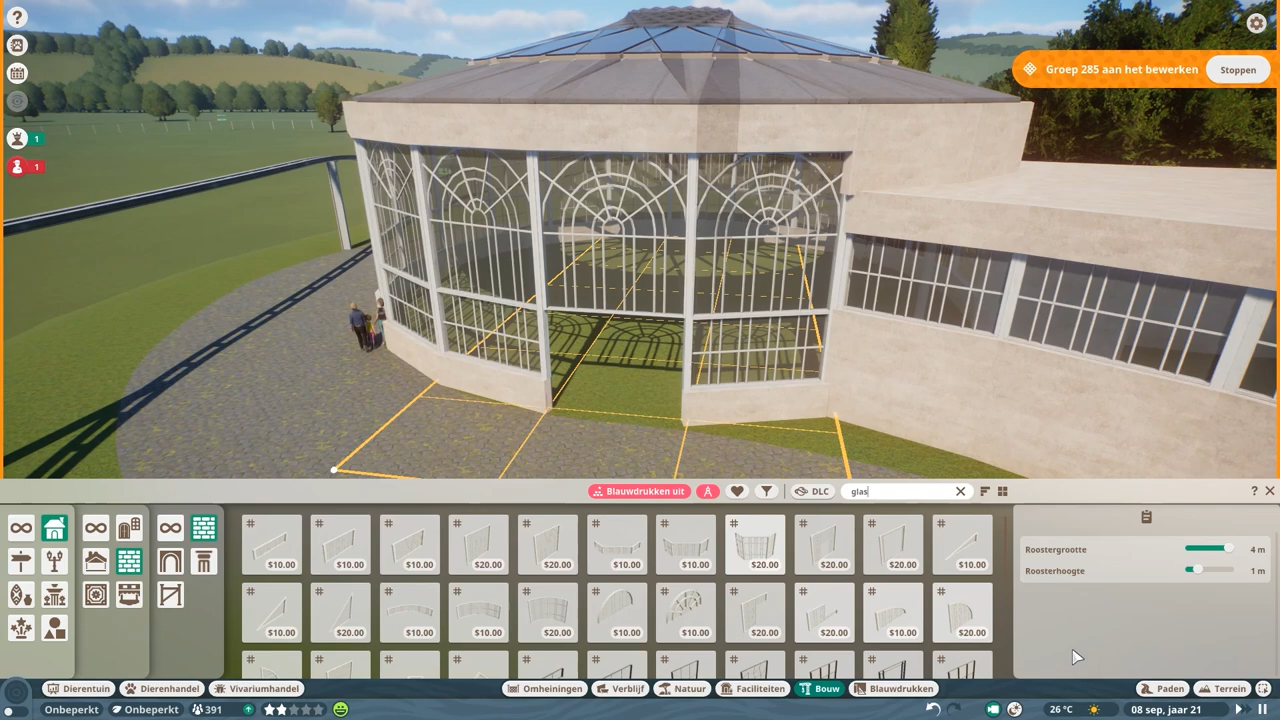 ?
Groep 285 aan het bewerken
Stoppen
1
1
Blauwdrukken uit
DLC
glas
?
$10.00 $10.00 $10.00 $20.00 $20.00 $10.00 $10.00 $20.00 $20.00 $20.00 $10.00
Roostergrootte 4 m
Roosterhoogte 1 m
$10.00 $20.00 $10.00 $10.00 $20.00 $10.00 $10.00 $20.00 $20.00 $10.00 $20.00
Dierentuin Dierenhandel Vivariumhandel Omheiningen Verblijf Natuur Faciliteiten Bouw Blauwdrukken Paden Terrein
Onbeperkt Onbeperkt 391 26 °C 08 sep, jaar 21